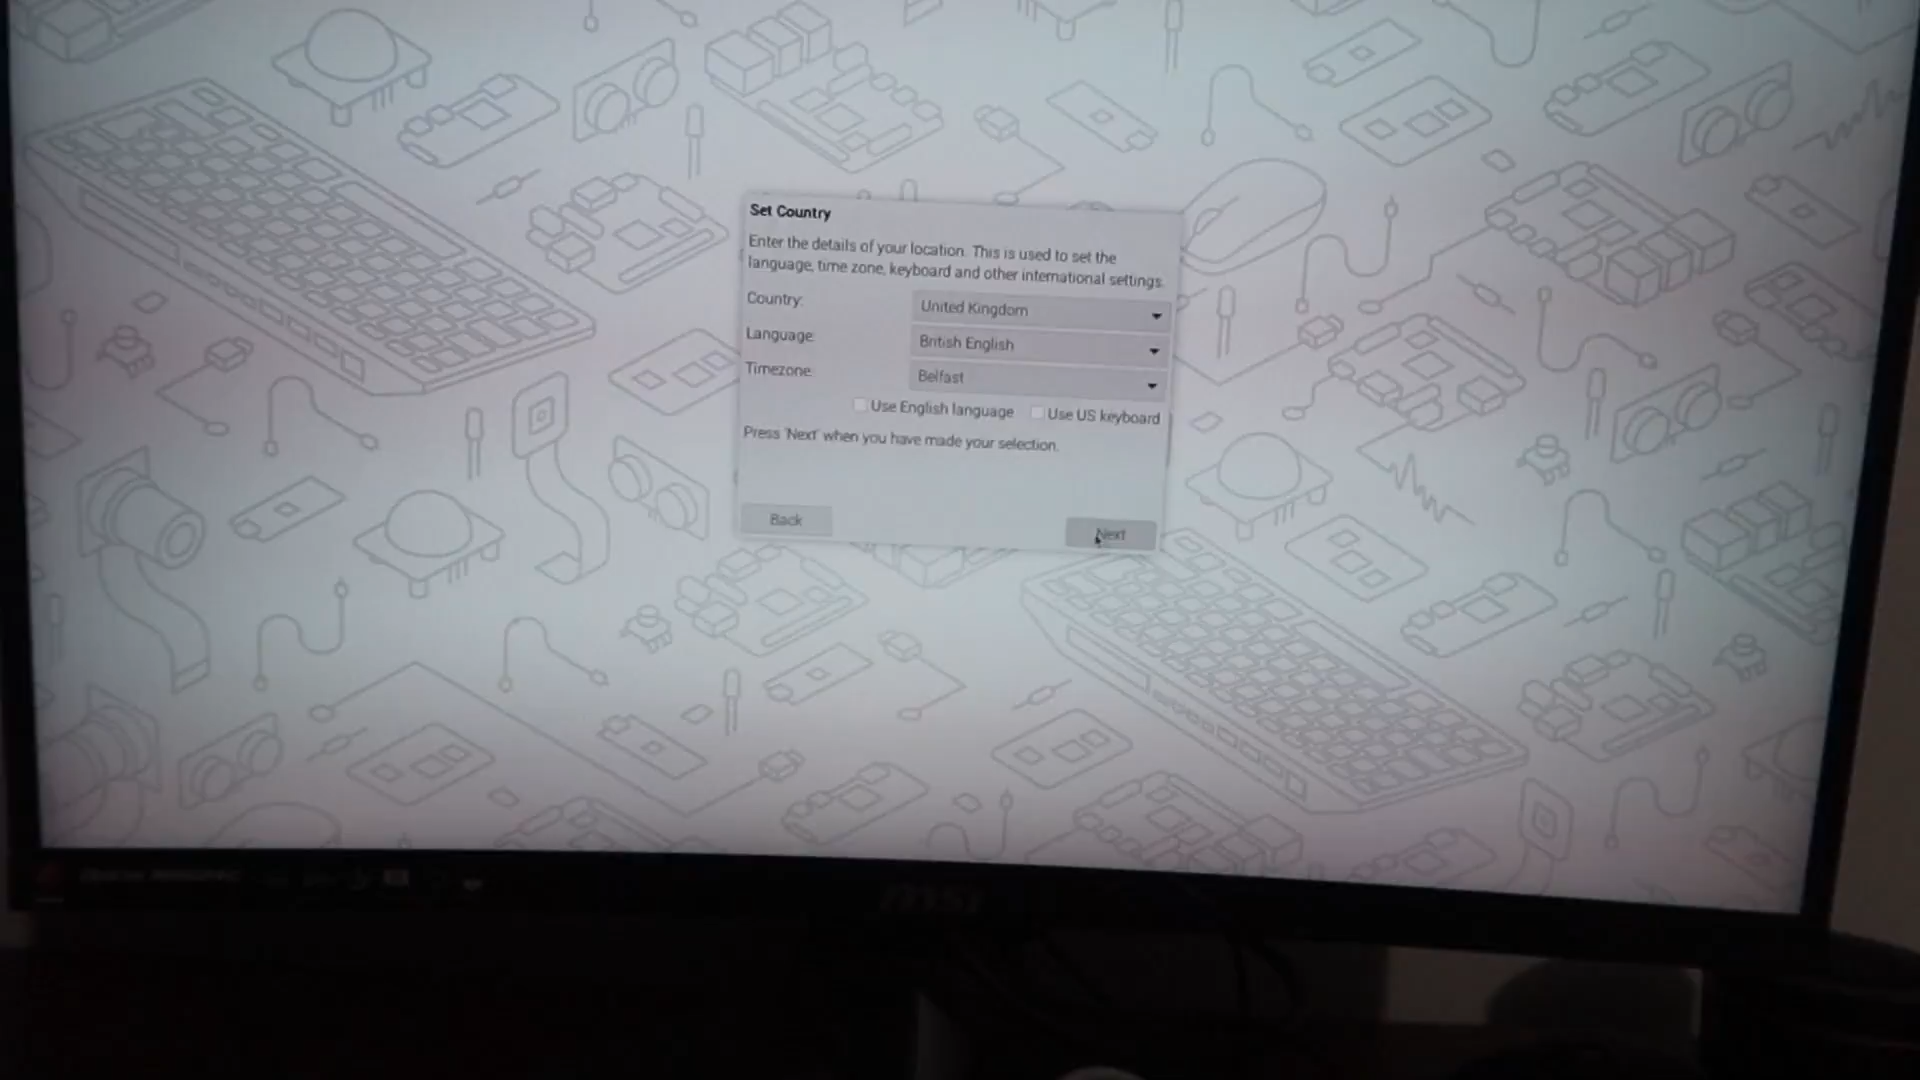 Set Country
Enter the details of your location. This is used to set the
language, time zone, keyboard and other international settings.
Country: United Kingdom
Language: British English
Timezone: Belfast
Use English language Use US keyboard
Press 'Next' when you have made your selection.
Back Next
msi